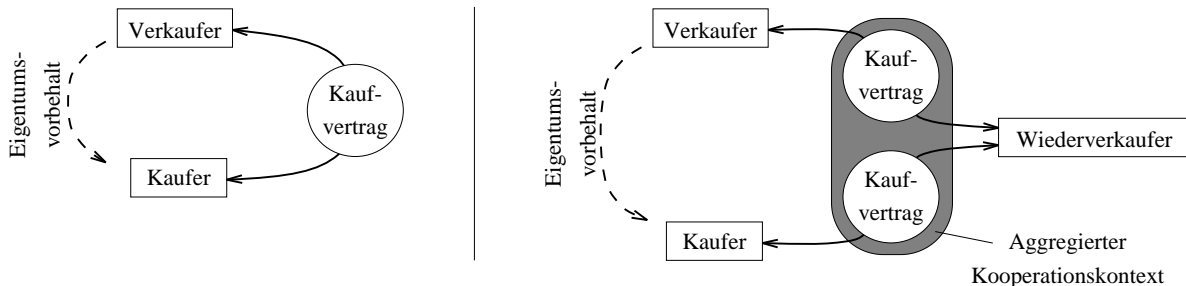 Verkaufer
Eigentums-
vorbehalt
Kauf-
vertrag
Kaufer
Verkaufer
Eigentums-
vorbehalt
Kauf-
vertrag
Wiederverkaufer
Kauf-
vertrag
Kaufer
Aggregierter
Kooperationskontext